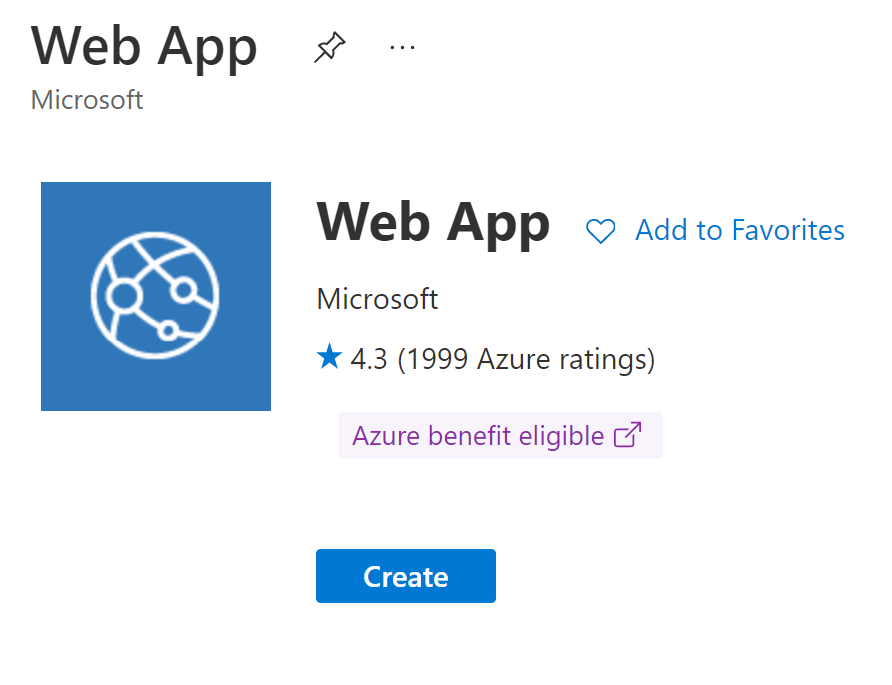 Web App
Microsoft
Web App Add to Favorites
Microsoft
4.3 (1999 Azure ratings)
Azure benefit eligible
Create